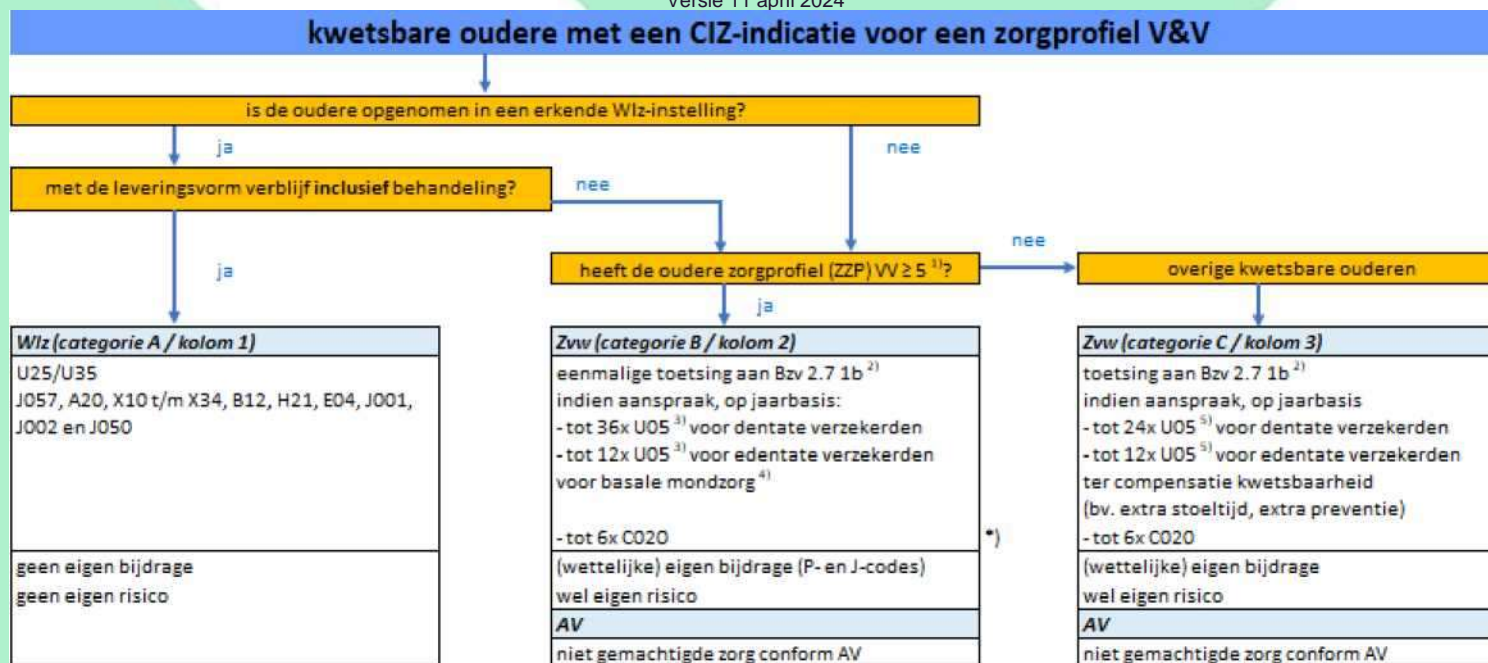 Versie 11 april 2024
kwetsbare oudere met een CIZ-indicatie voor een zorgprofiel V&V
is de oudere opgenomen in een erkende Wlz-instelling?
ja
nee
met de leveringsvorm verblijf inclusief behandeling?
nee
ja
heeft de oudere zorgprofiel (ZZP) VV ≥ 5 1)?
nee
overige kwetsbare ouderen
ja
Wlz (categorie A / kolom 1)
U25/U35
J057, A20, X10 t/m X34, B12, H21, E04, J001,
J002 en J050
geen eigen bijdrage
geen eigen risico
Zvw (categorie B / kolom 2)
eenmalige toetsing aan Bzv 2.7 1b 2)
indien aanspraak, op jaarbasis:
- tot 36x U05 3) voor dentate verzekerden
- tot 12x U05 3) voor edentate verzekerden
voor basale mondzorg 4)
- tot 6x C020
*)
(wettelijke) eigen bijdrage (P- en J-codes)
wel eigen risico
AV
niet gemachtigde zorg conform AV
Zvw (categorie C / kolom 3)
toetsing aan Bzv 2.7 1b 2)
indien aanspraak, op jaarbasis
- tot 24x U05 5) voor dentate verzekerden
- tot 12x U05 5) voor edentate verzekerden
ter compensatie kwetsbaarheid
(bv. extra stoeltijd, extra preventie)
- tot 6x C020
(wettelijke) eigen bijdrage
wel eigen risico
AV
niet gemachtigde zorg conform AV